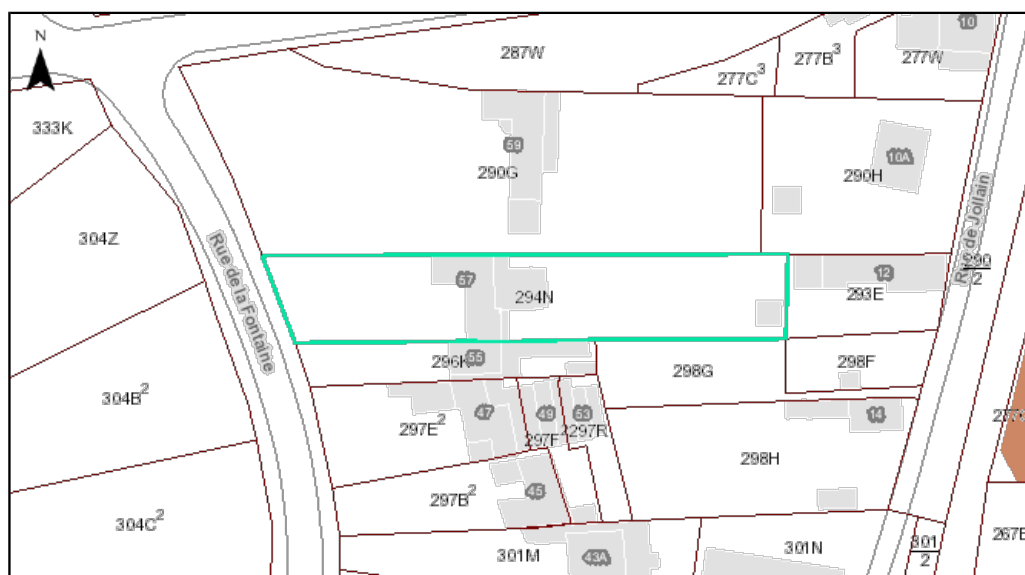 N
10
287W
277B³
277W
277C³
333K
59
10A
290G
290H
304Z
Rue de la Fontaine
Rue de Jollain
290
2
57
12
294N
293E
296K
55
298G
298F
304B²
47
49
53
14
297E²
297F
2297R
298H
297B²
45
304C²
301M
43A
301N
301
2
267E